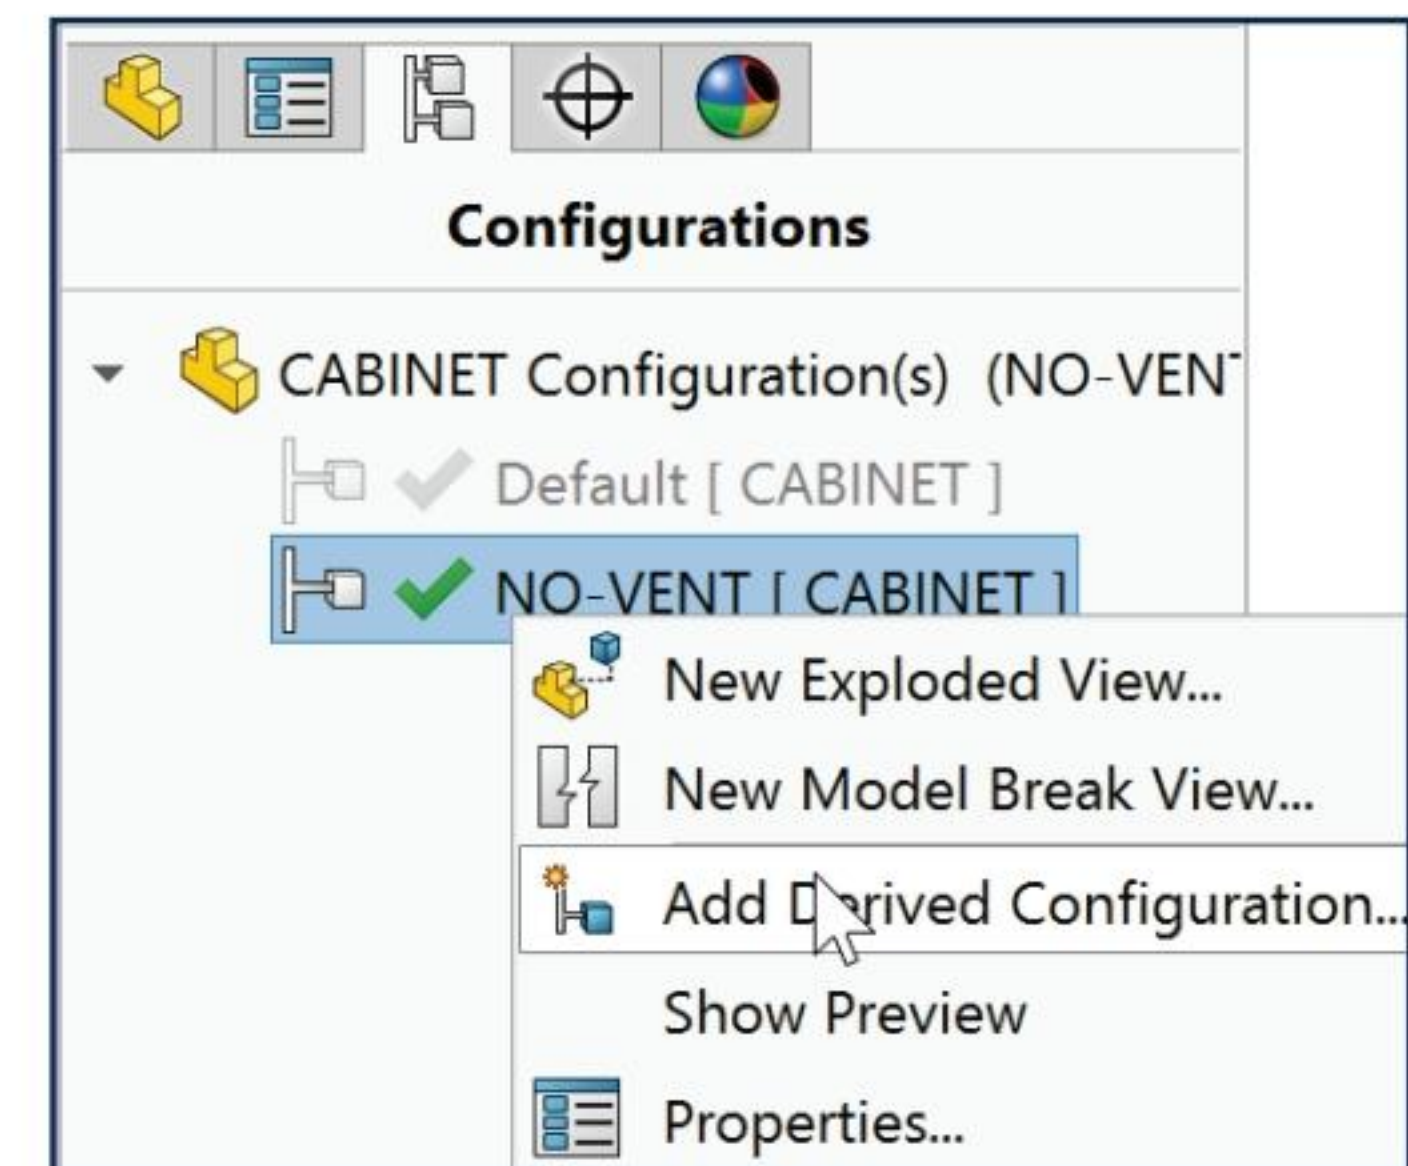 Configurations
CABINET Configuration(s) (NO-VENT
Default [ CABINET ]
NO-VENT [ CABINET ]
New Exploded View...
New Model Break View...
Add Derived Configuration...
Show Preview
Properties...